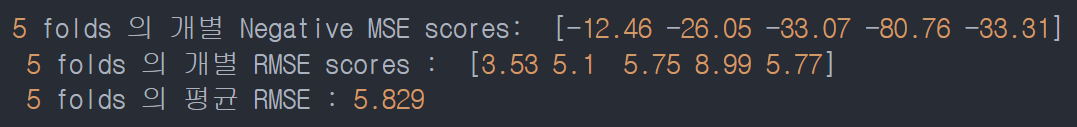 5 folds 의 개별 Negative MSE scores:  [-12.46 -26.05 -33.07 -80.76 -33.31]
5 folds 의 개별 RMSE scores :  [3.53 5.1  5.75 8.99 5.77]
5 folds 의 평균 RMSE : 5.829